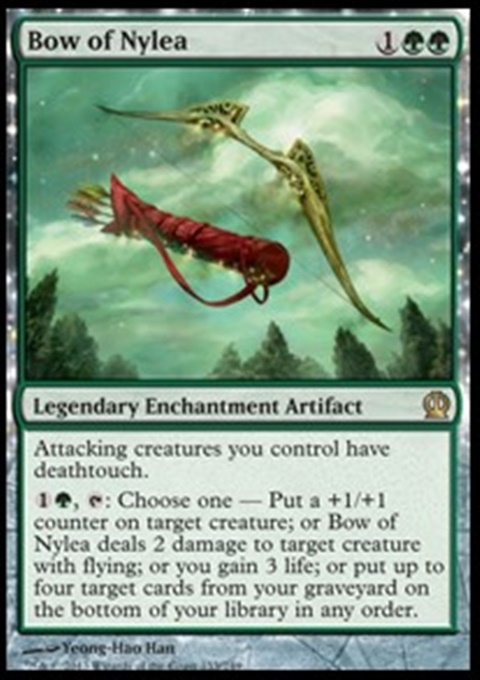 Bow of Nylea 1
Legendary Enchantment Artifact
Attacking creatures you control have
deathtouch.
1 , : Choose one — Put a +1/+1
counter on target creature; or Bow of
Nylea deals 2 damage to target creature
with flying; or you gain 3 life; or put up to
four target cards from your graveyard on
the bottom of your library in any order.
Yeong-Hao Han